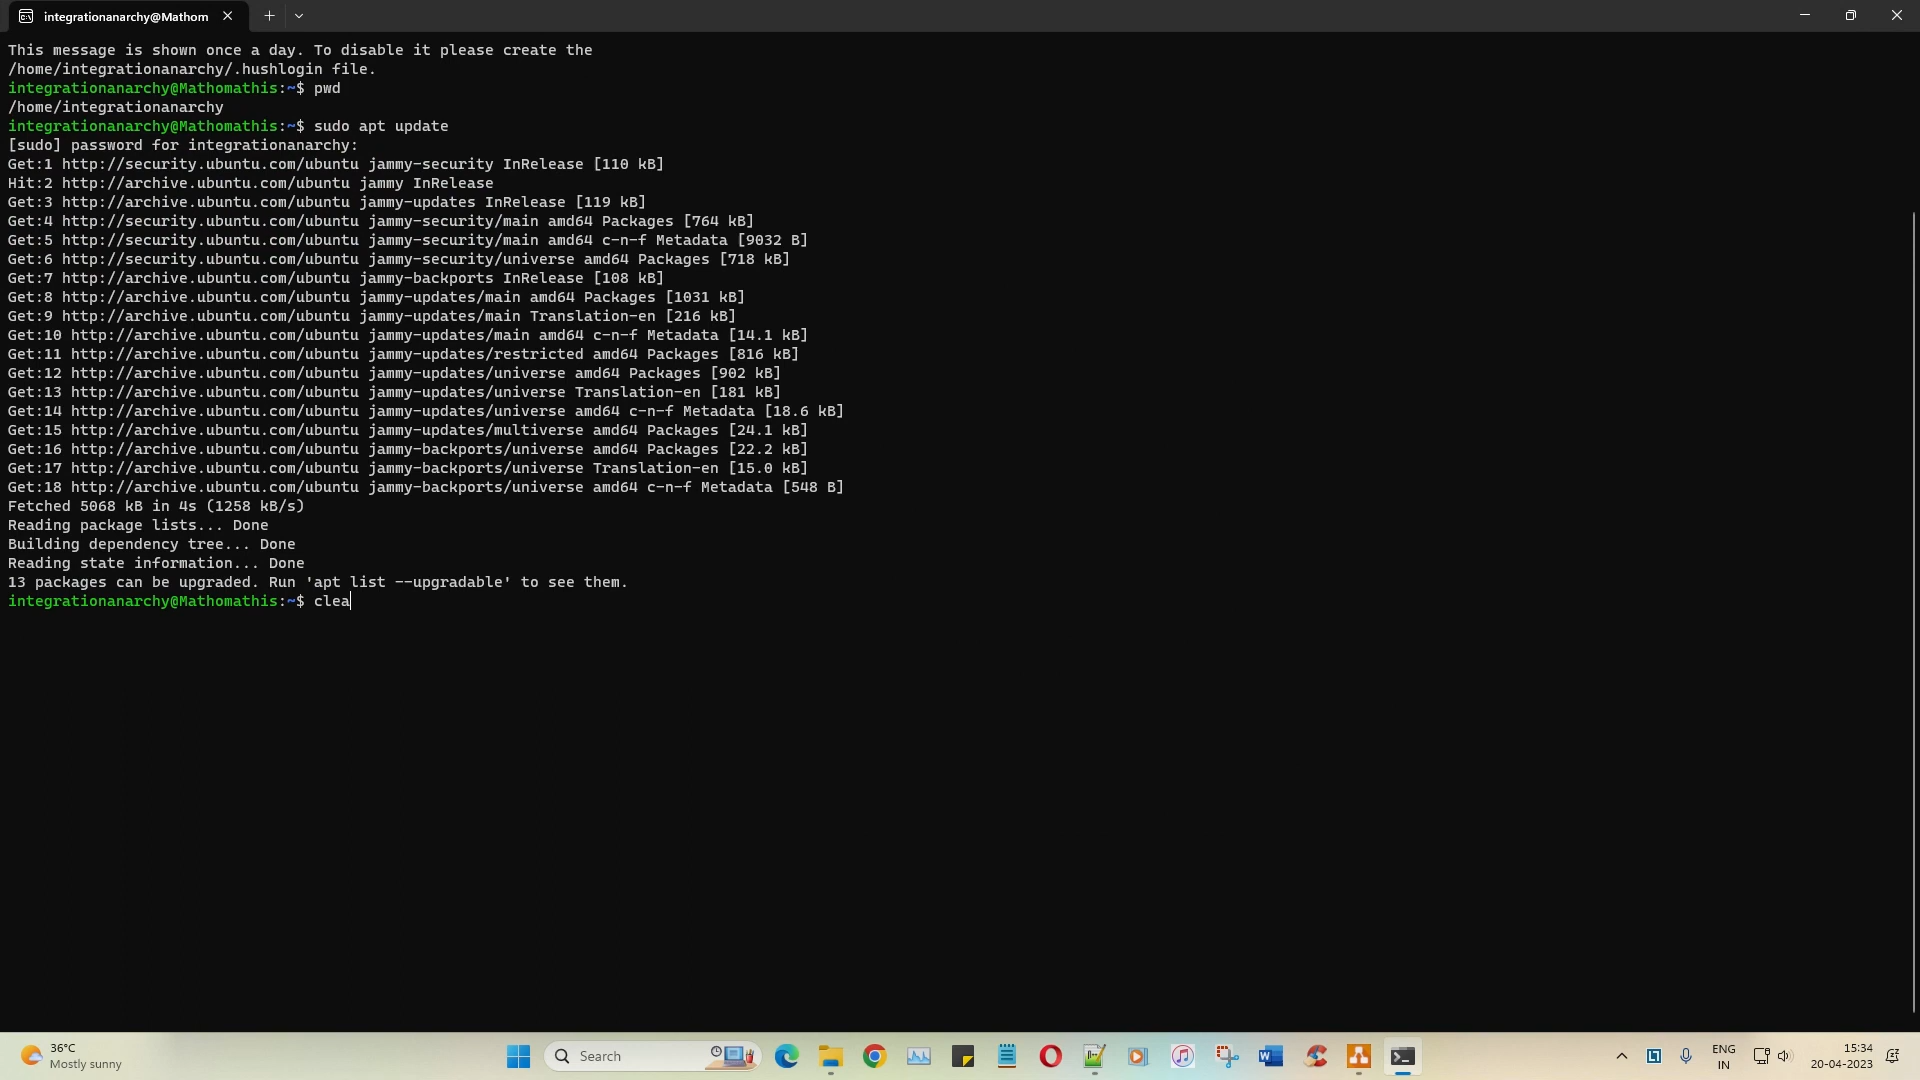 integrationanarchy@Mathom
This message is shown once a day. To disable it please create the
/home/integrationanarchy/.hushlogin file.
integrationanarchy@Mathomathis:~$ pwd
/home/integrationanarchy
integrationanarchy@Mathomathis:~$ sudo apt update
[sudo] password for integrationanarchy:
Get:1 http://security.ubuntu.com/ubuntu jammy-security InRelease [110 kB]
Hit:2 http://archive.ubuntu.com/ubuntu jammy InRelease
Get:3 http://archive.ubuntu.com/ubuntu jammy-updates InRelease [119 kB]
Get:4 http://security.ubuntu.com/ubuntu jammy-security/main amd64 Packages [764 kB]
Get:5 http://security.ubuntu.com/ubuntu jammy-security/main amd64 c-n-f Metadata [9032 B]
Get:6 http://security.ubuntu.com/ubuntu jammy-security/universe amd64 Packages [718 kB]
Get:7 http://archive.ubuntu.com/ubuntu jammy-backports InRelease [108 kB]
Get:8 http://archive.ubuntu.com/ubuntu jammy-updates/main amd64 Packages [1031 kB]
Get:9 http://archive.ubuntu.com/ubuntu jammy-updates/main Translation-en [216 kB]
Get:10 http://archive.ubuntu.com/ubuntu jammy-updates/main amd64 c-n-f Metadata [14.1 kB]
Get:11 http://archive.ubuntu.com/ubuntu jammy-updates/restricted amd64 Packages [816 kB]
Get:12 http://archive.ubuntu.com/ubuntu jammy-updates/universe amd64 Packages [902 kB]
Get:13 http://archive.ubuntu.com/ubuntu jammy-updates/universe Translation-en [181 kB]
Get:14 http://archive.ubuntu.com/ubuntu jammy-updates/universe amd64 c-n-f Metadata [18.6 kB]
Get:15 http://archive.ubuntu.com/ubuntu jammy-updates/multiverse amd64 Packages [24.1 kB]
Get:16 http://archive.ubuntu.com/ubuntu jammy-backports/universe amd64 Packages [22.2 kB]
Get:17 http://archive.ubuntu.com/ubuntu jammy-backports/universe Translation-en [15.0 kB]
Get:18 http://archive.ubuntu.com/ubuntu jammy-backports/universe amd64 c-n-f Metadata [548 B]
Fetched 5068 kB in 4s (1258 kB/s)
Reading package lists... Done
Building dependency tree... Done
Reading state information... Done
13 packages can be upgraded. Run 'apt list --upgradable' to see them.
integrationanarchy@Mathomathis:~$ clea
36°C
Mostly sunny
Search
ENG
IN
15:34
20-04-2023